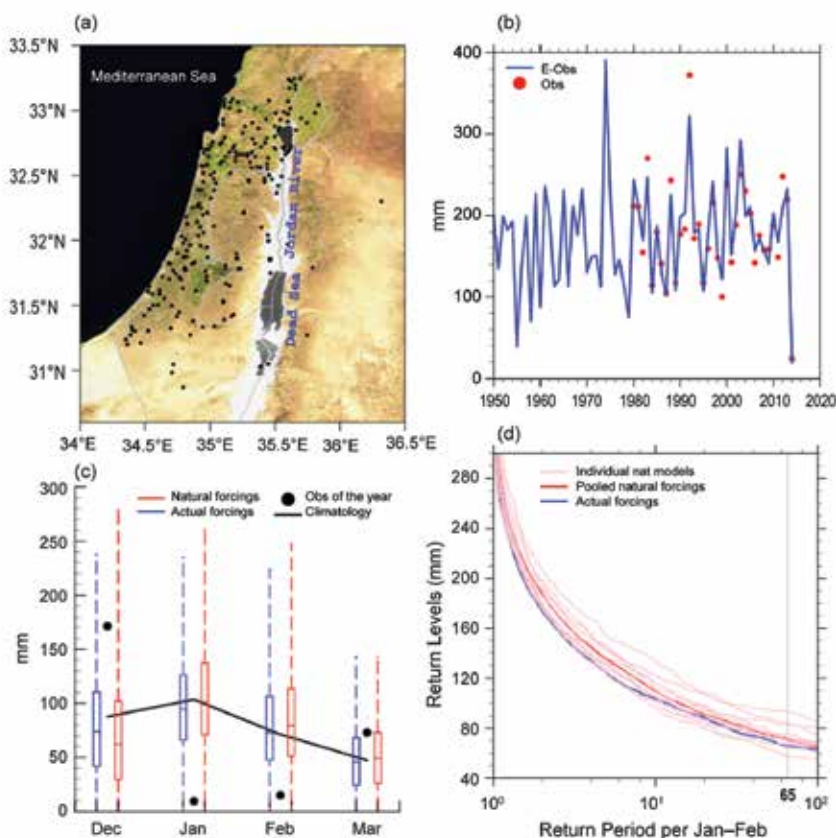 (a)
33.5°N
33°N
32.5°N
32°N
31.5°N
31°N
34°E
34.5°E
35°E
35.5°E
36°E
36.5°E
Mediterranean Sea
Jordan River
Dead Sea
(b)
400
300
200
100
0
mm
E-Obs
Obs
1950 1960 1970 1980 1990 2000 2010 2020
(c)
300
250
200
150
100
50
0
mm
Natural forcings
Actual forcings
Obs of the year
Climatology
Dec Jan Feb Mar
(d)
280
240
200
160
120
80
40
Return Levels (mm)
Individual nat models
Pooled natural forcings
Actual forcings
10⁰ 10¹ 65 10²
Return Period per Jan–Feb